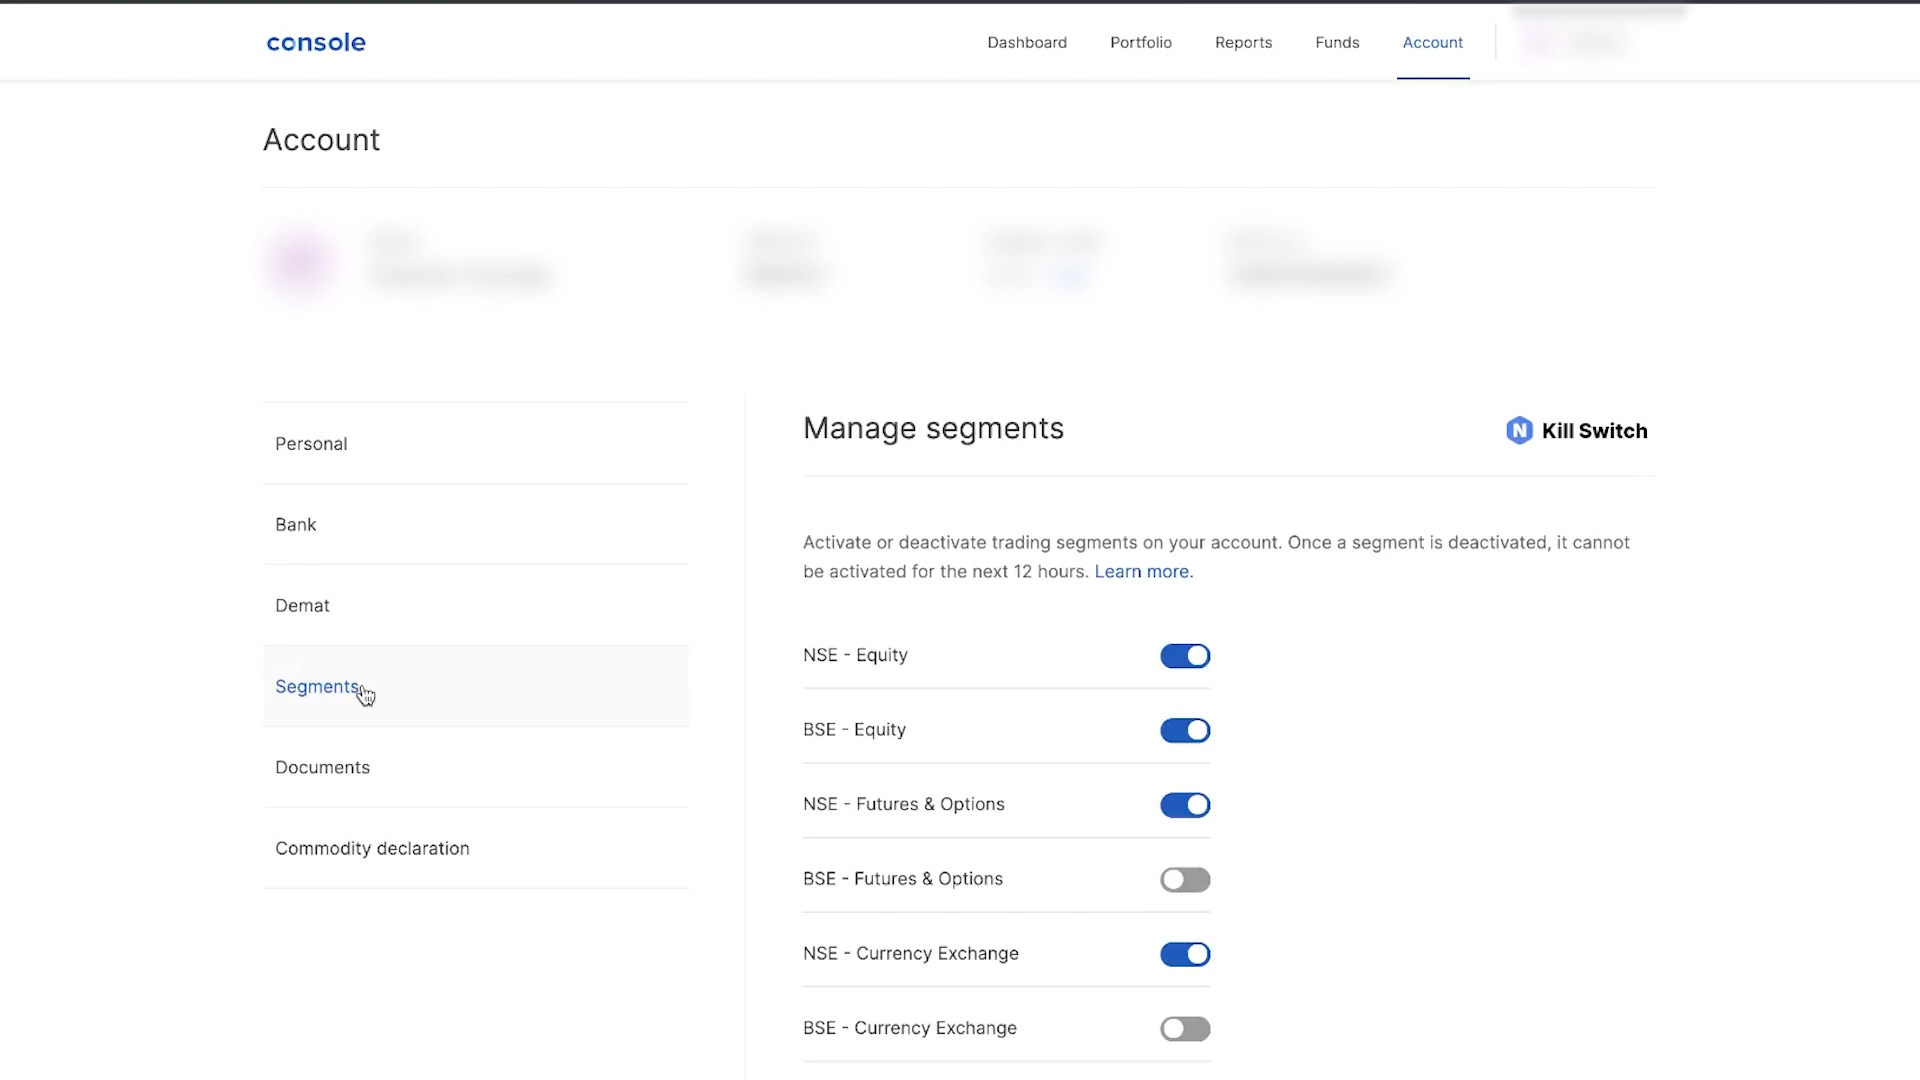 console
Dashboard
Portfolio
Reports
Funds
Account
Account
Personal
Bank
Demat
Segments
Documents
Commodity declaration
Manage segments
N Kill Switch
Activate or deactivate trading segments on your account. Once a segment is deactivated, it cannot
be activated for the next 12 hours. Learn more.
NSE - Equity
BSE - Equity
NSE - Futures & Options
BSE - Futures & Options
NSE - Currency Exchange
BSE - Currency Exchange